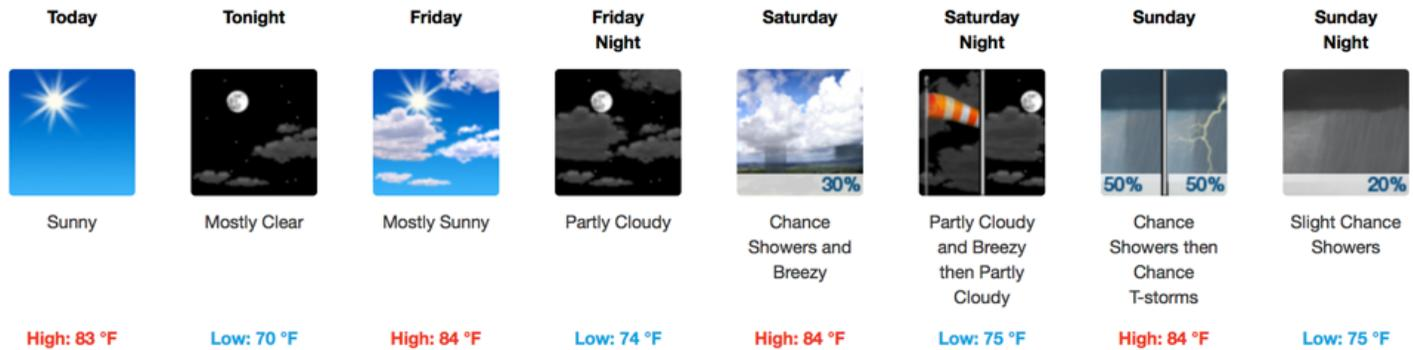 Today
Tonight
Friday
Friday
Night
Saturday
Saturday
Night
Sunday
Sunday
Night
30%
50%
50%
20%
Sunny
Mostly Clear
Mostly Sunny
Partly Cloudy
Chance
Showers and
Breezy
Partly Cloudy
and Breezy
then Partly
Cloudy
Chance
Showers then
Chance
T-storms
Slight Chance
Showers
High: 83 °F
Low: 70 °F
High: 84 °F
Low: 74 °F
High: 84 °F
Low: 75 °F
High: 84 °F
Low: 75 °F